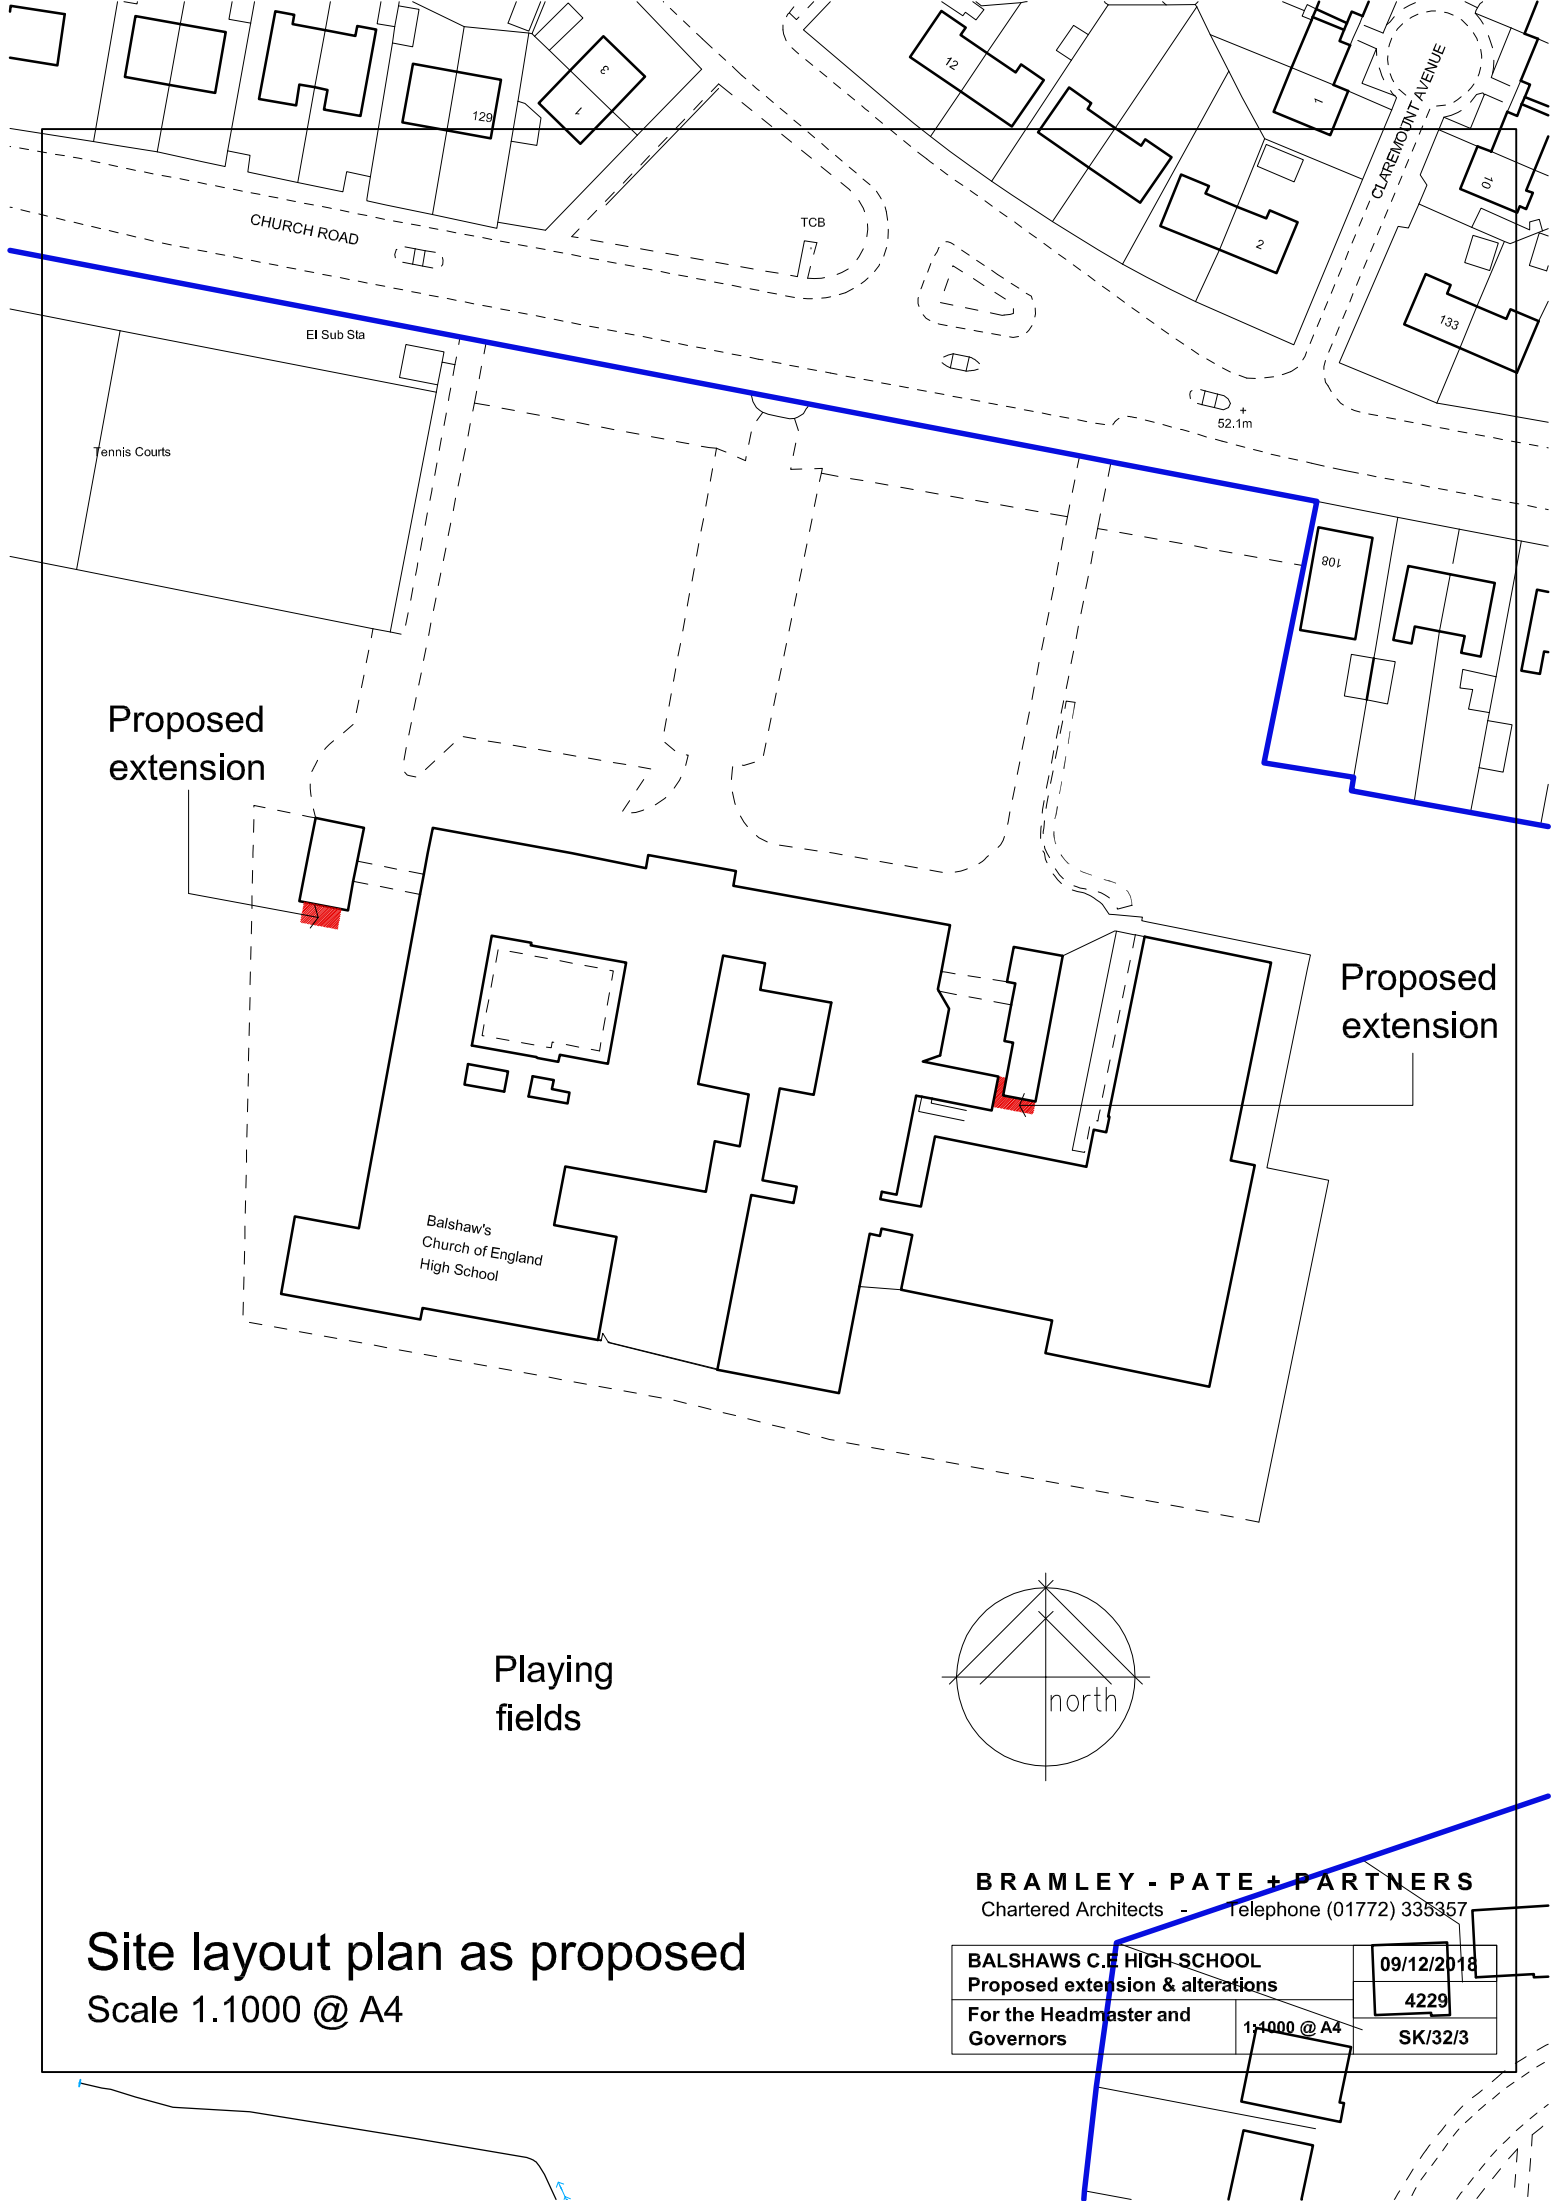 12
3
1
129
1
CLAREMOUNT AVENUE
10
CHURCH ROAD
TCB
2
133
El Sub Sta
52.1m
Tennis Courts
108
Proposed
extension
Proposed
extension
Balshaw's
Church of England
High School
Playing
fields
north
BRAMLEY - PATE + PARTNERS
Chartered Architects - Telephone (01772) 335357
Site layout plan as proposed
Scale 1.1000 @ A4
BALSHAWS C.E HIGH SCHOOL
Proposed extension & alterations
09/12/2018
4229
For the Headmaster and
Governors
1:1000 @ A4
SK/32/3